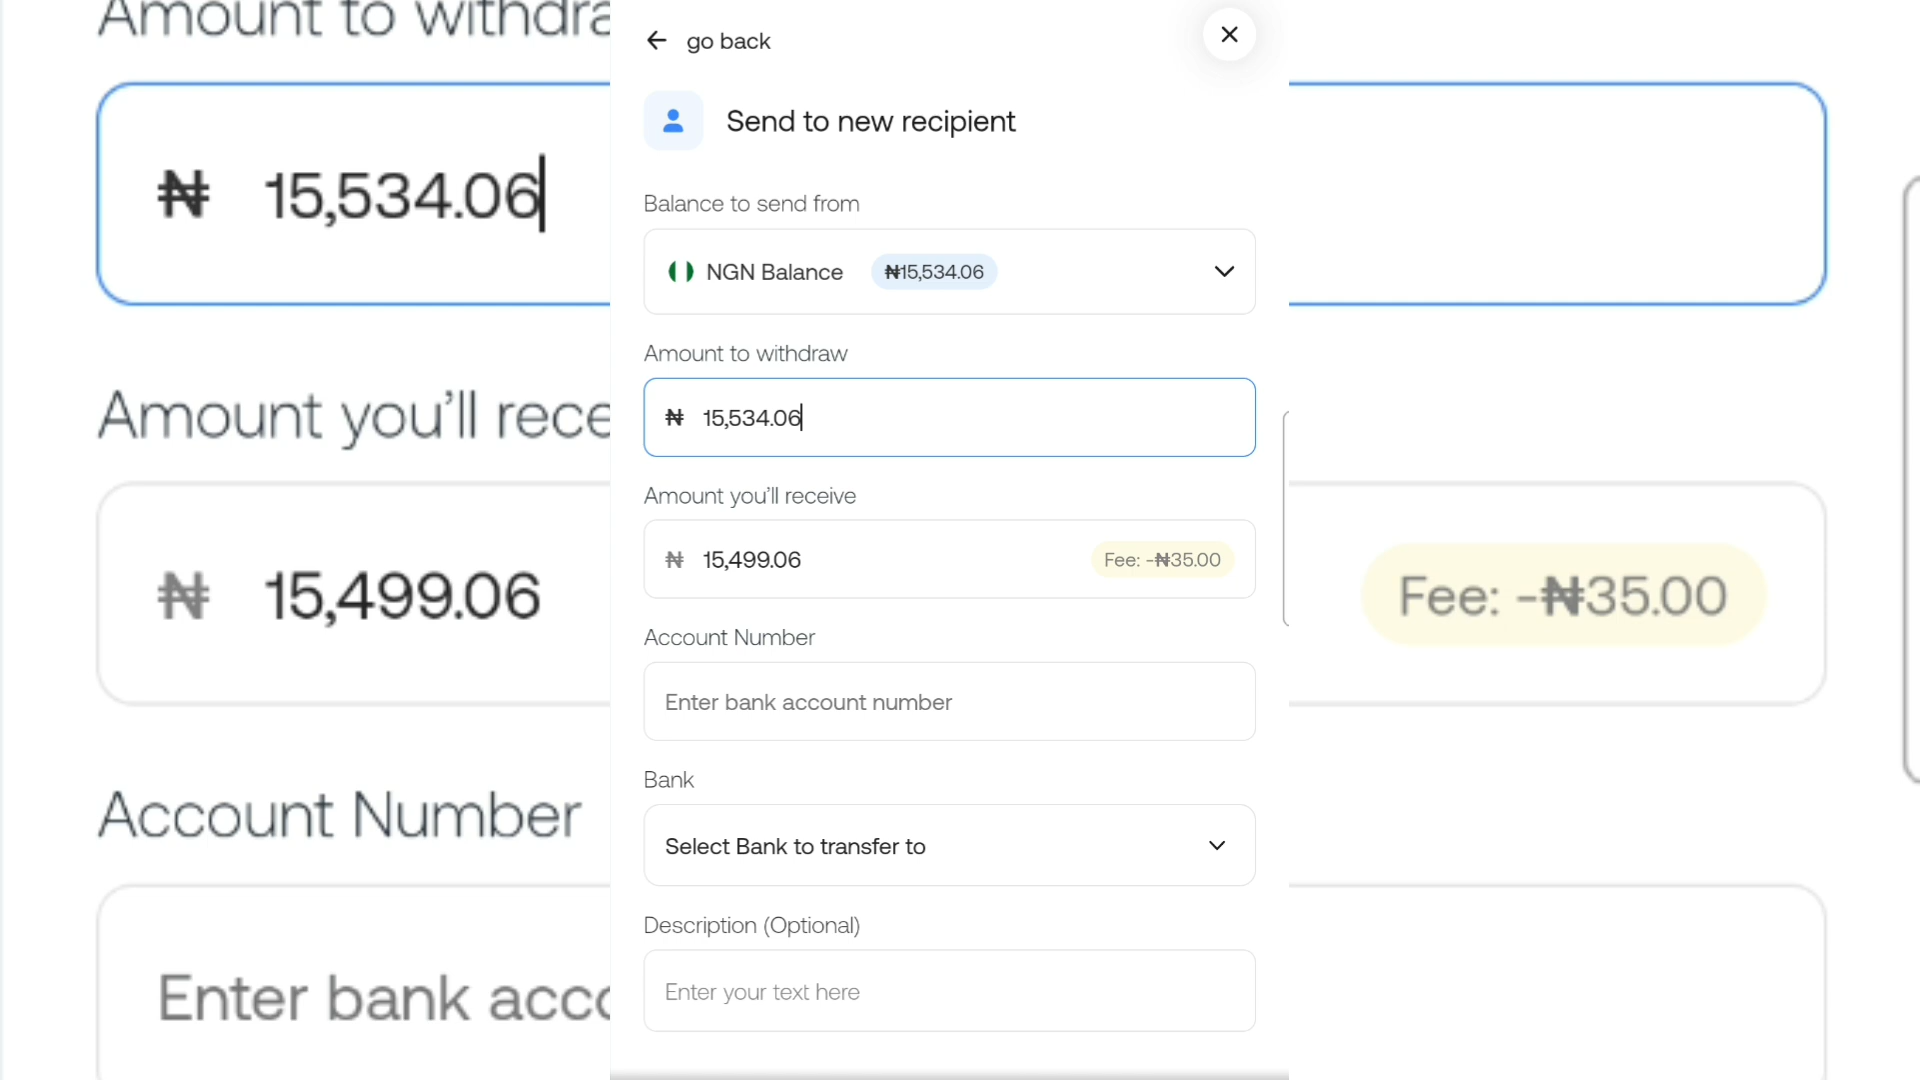 go back
Send to new recipient
Balance to send from
NGN Balance ₦15,534.06
Amount to withdraw
₦ 15,534.06
Amount you'll receive
₦ 15,499.06 Fee: -₦35.00
Account Number
Enter bank account number
Bank
Select Bank to transfer to
Description (Optional)
Enter your text here
Amount to withdra
₦ 15,534.06
Amount you'll rece
₦ 15,499.06 Fee: -₦35.00
Account Number
Enter bank acco